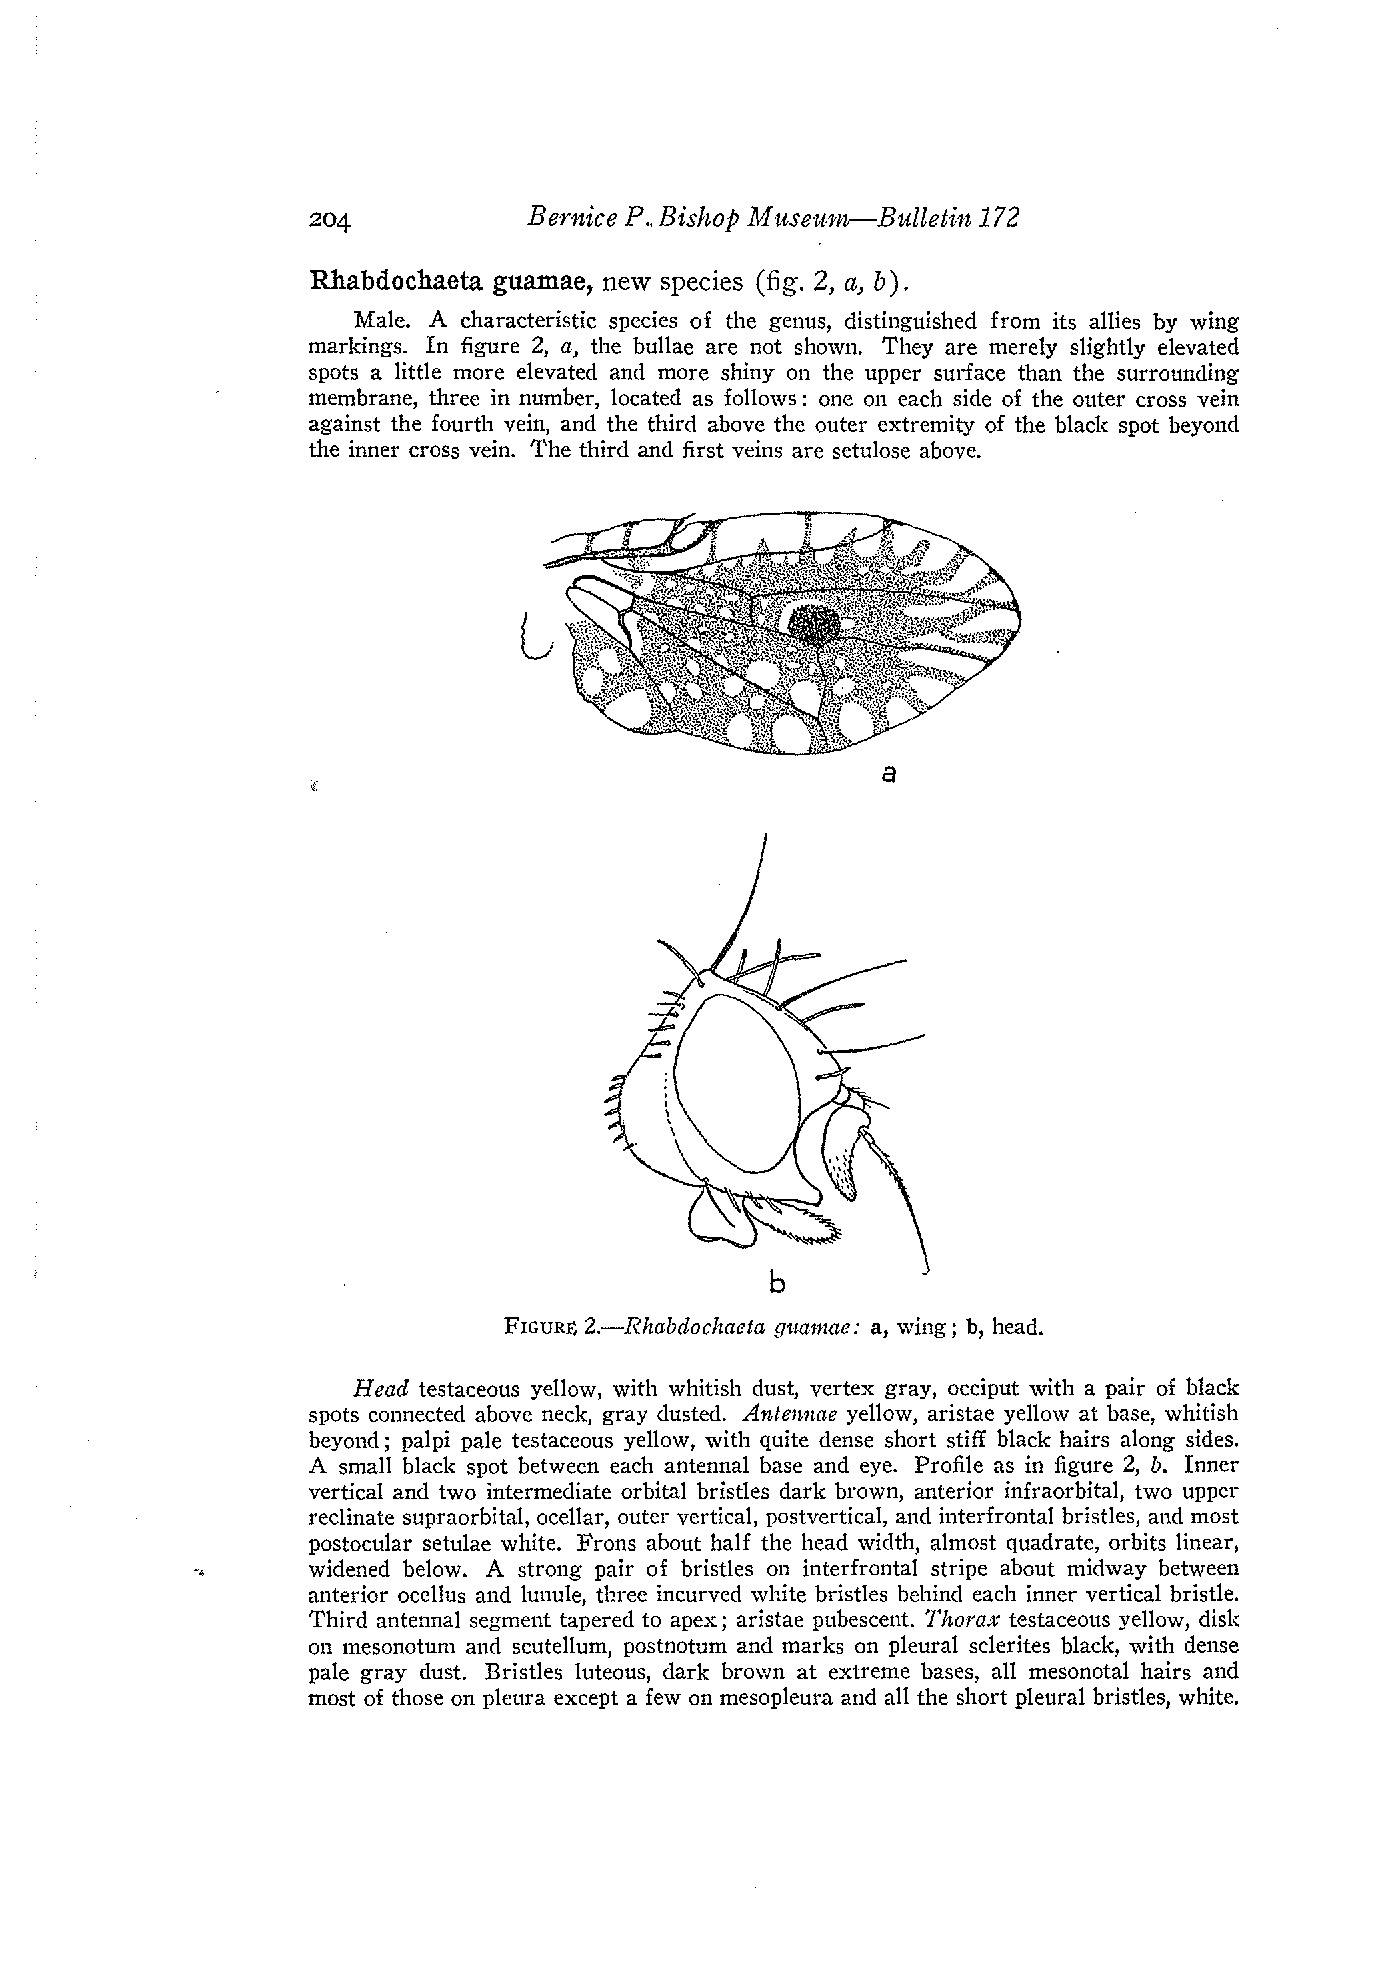 204 Bernice P. Bishop Museum—Bulletin 172
Rhabdochaeta guamae, new species (fig. 2, a, b).
Male. A characteristic species of the genus, distinguished from its allies by wing
markings. In figure 2, a, the bullae are not shown. They are merely slightly elevated
spots a little more elevated and more shiny on the upper surface than the surrounding
membrane, three in number, located as follows: one on each side of the outer cross vein
against the fourth vein, and the third above the outer extremity of the black spot beyond
the inner cross vein. The third and first veins are setulose above.
a
b
FIGURE 2.—Rhabdochaeta guamae: a, wing; b, head.
Head testaceous yellow, with whitish dust, vertex gray, occiput with a pair of black
spots connected above neck, gray dusted. Antennae yellow, aristae yellow at base, whitish
beyond; palpi pale testaceous yellow, with quite dense short stiff black hairs along sides.
A small black spot between each antennal base and eye. Profile as in figure 2, b. Inner
vertical and two intermediate orbital bristles dark brown, anterior infraorbital, two upper
reclinate supraorbital, ocellar, outer vertical, postvertical, and interfrontal bristles, and most
postocular setulae white. Frons about half the head width, almost quadrate, orbits linear,
widened below. A strong pair of bristles on interfrontal stripe about midway between
anterior ocellus and lunule, three incurved white bristles behind each inner vertical bristle.
Third antennal segment tapered to apex; aristae pubescent. Thorax testaceous yellow, disk
on mesonotum and scutellum, postnotum and marks on pleural sclerites black, with dense
pale gray dust. Bristles luteous, dark brown at extreme bases, all mesonotal hairs and
most of those on pleura except a few on mesopleura and all the short pleural bristles, white.